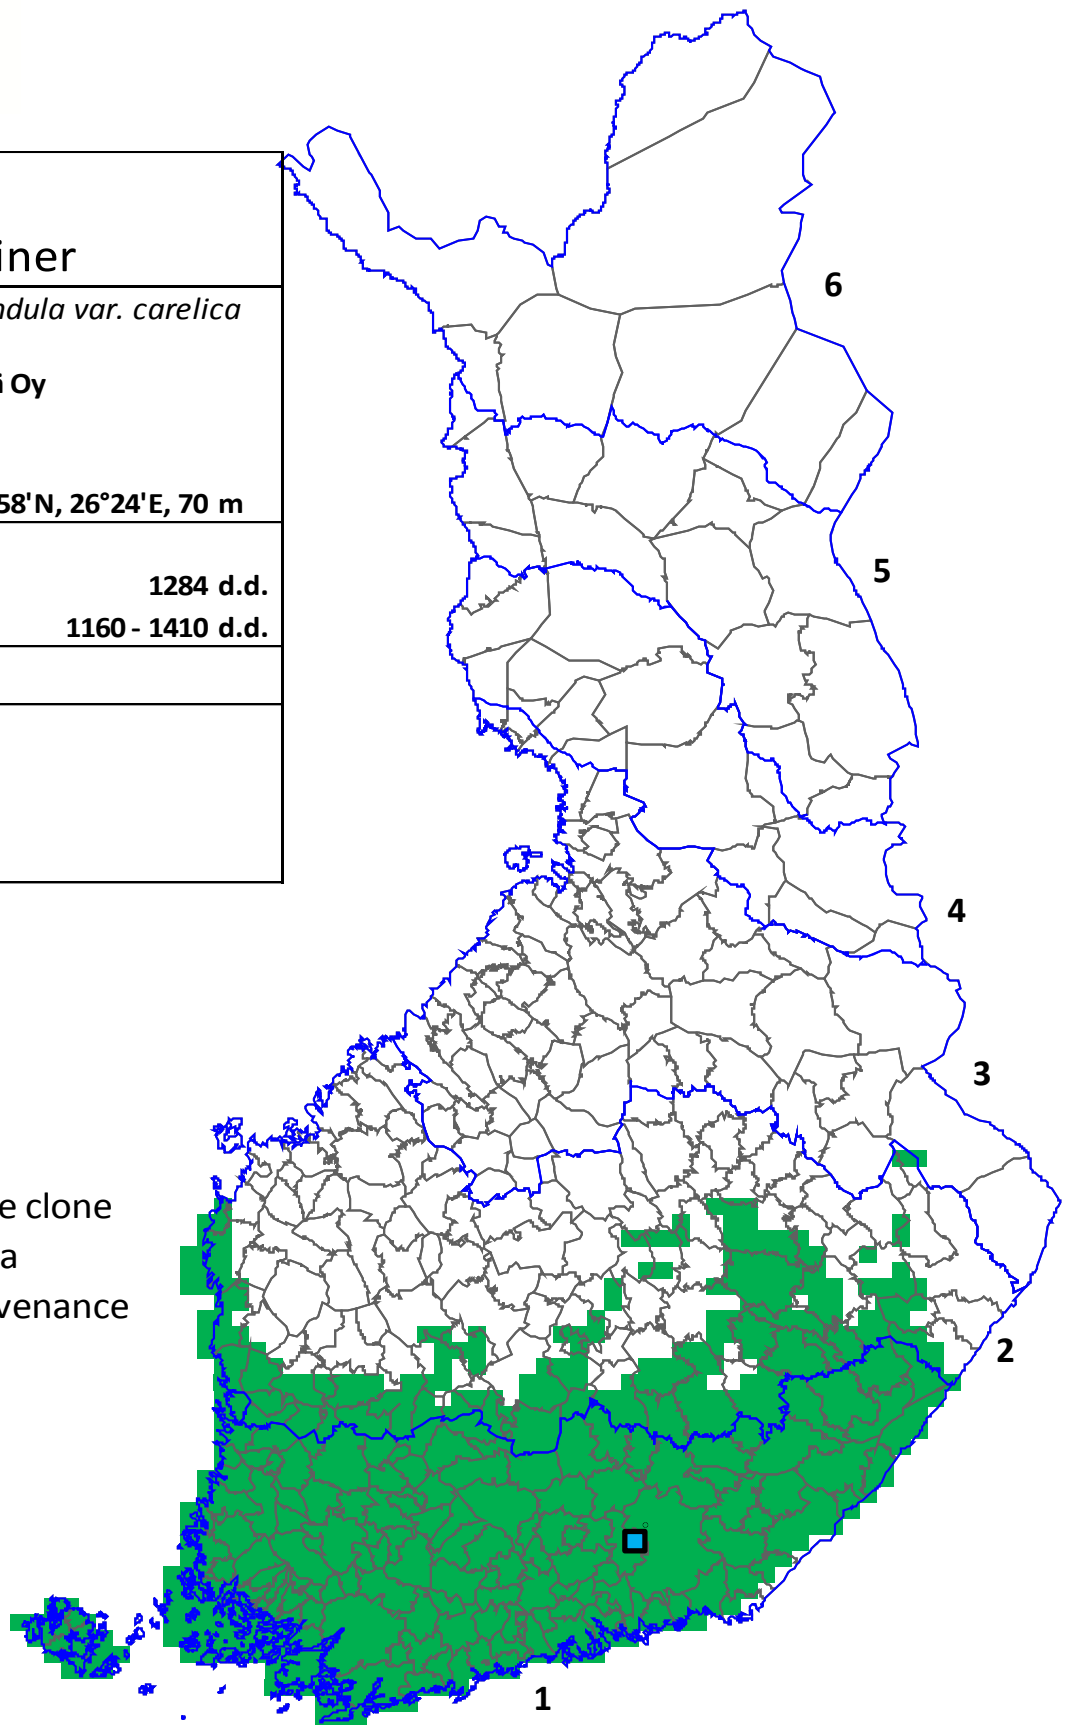 iner
ndula var. carelica
Oy
58'N, 26°24'E, 70 m
1284 d.d.
1160 - 1410 d.d.
e clone
a
venance
6
5
4
3
2
1